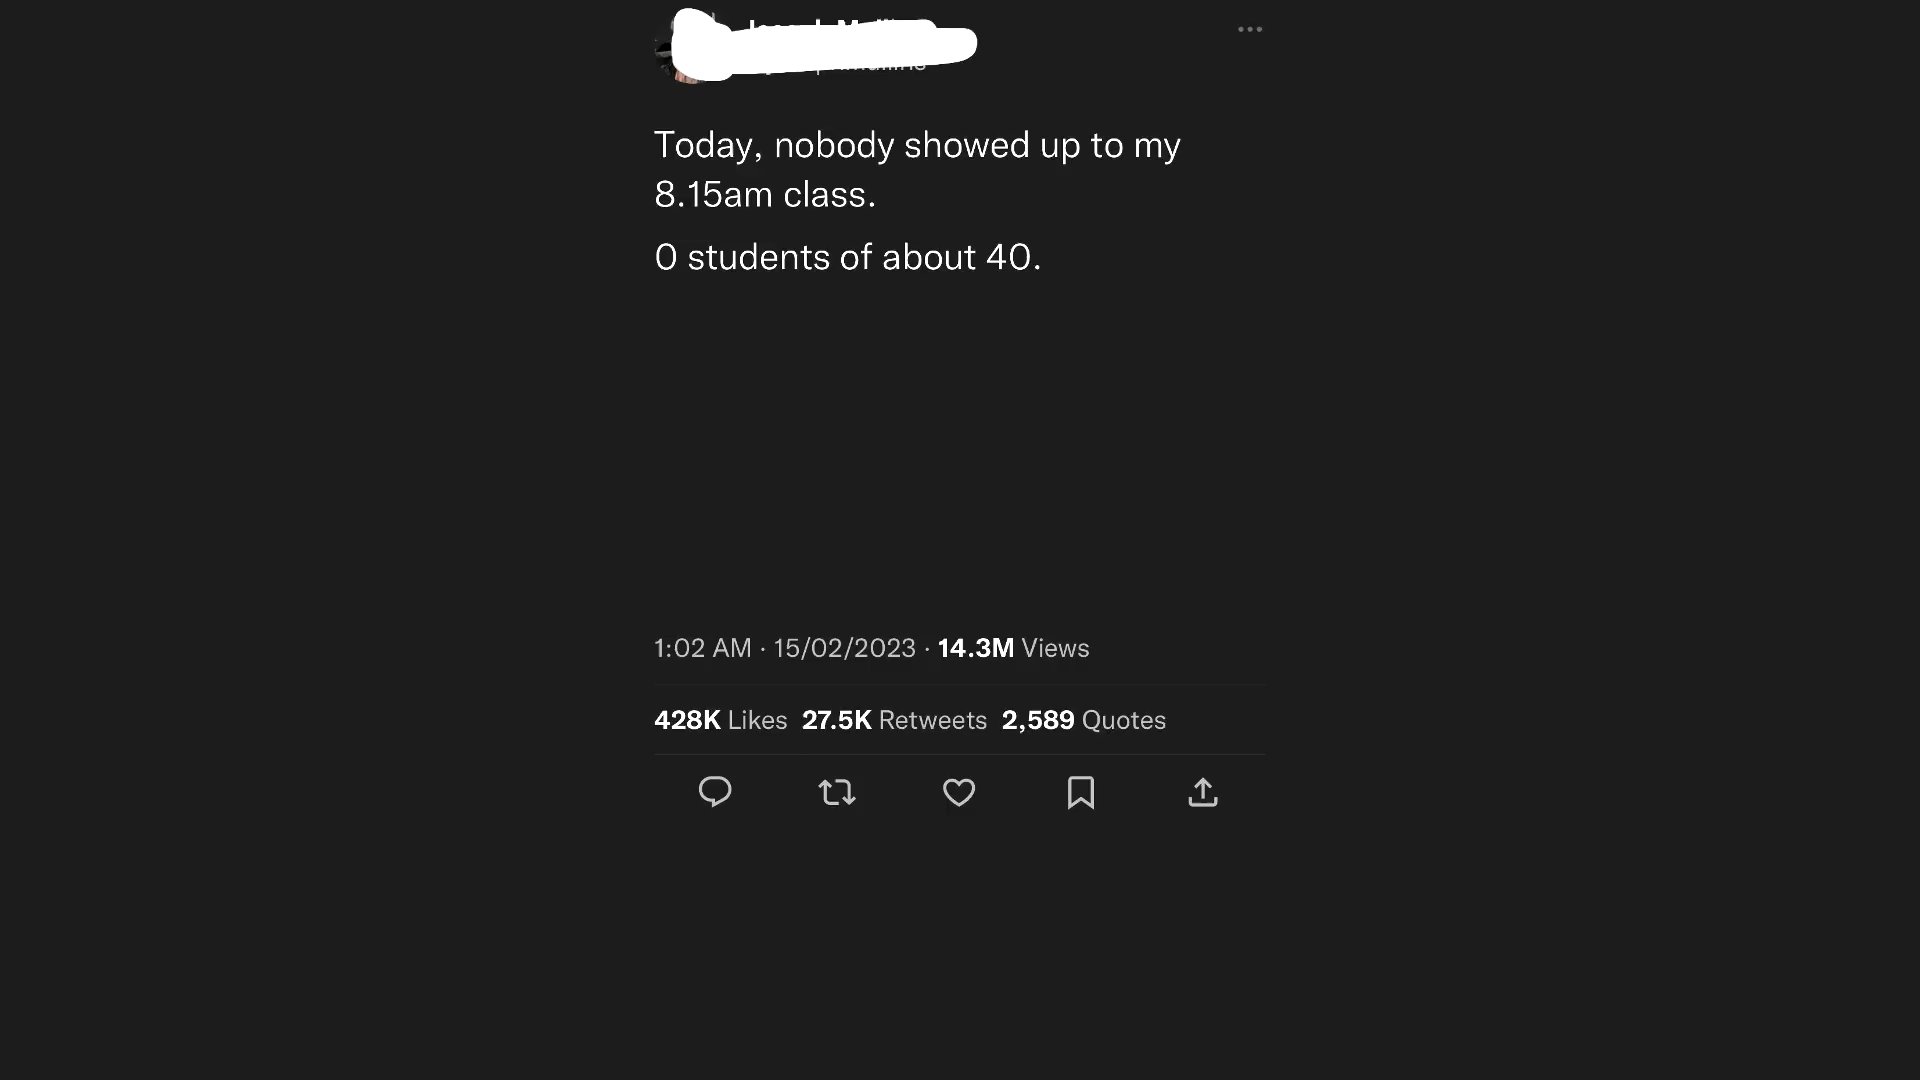 Today, nobody showed up to my
8.15am class.
0 students of about 40.
1:02 AM · 15/02/2023 · 14.3M Views
428K Likes 27.5K Retweets 2,589 Quotes